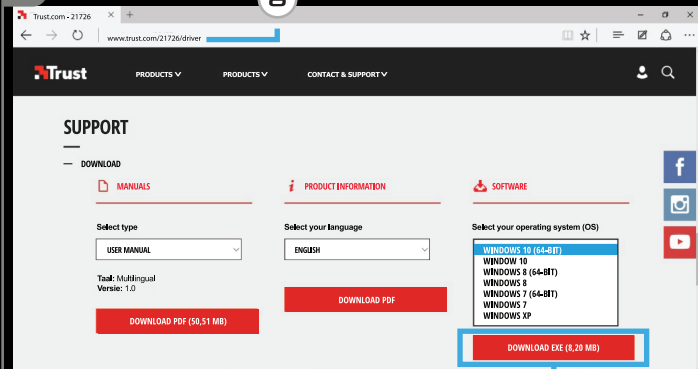 g
Trust.com - 21726
www.trust.com/21726/driver
Trust
PRODUCTS
PRODUCTS
CONTACT & SUPPORT
SUPPORT
DOWNLOAD
MANUALS
Select type
USER MANUAL
Taal: Multilingual
Versie: 1.0
DOWNLOAD PDF (50,51 MB)
i PRODUCT INFORMATION
Select your language
ENGLISH
DOWNLOAD PDF
SOFTWARE
Select your operating system (OS)
WINDOWS 10 (64-BIT)
WINDOW 10
WINDOWS 8 (64-BIT)
WINDOWS 8
WINDOWS 7 (64-BIT)
WINDOWS 7
WINDOWS XP
DOWNLOAD EXE (8,20 MB)
f